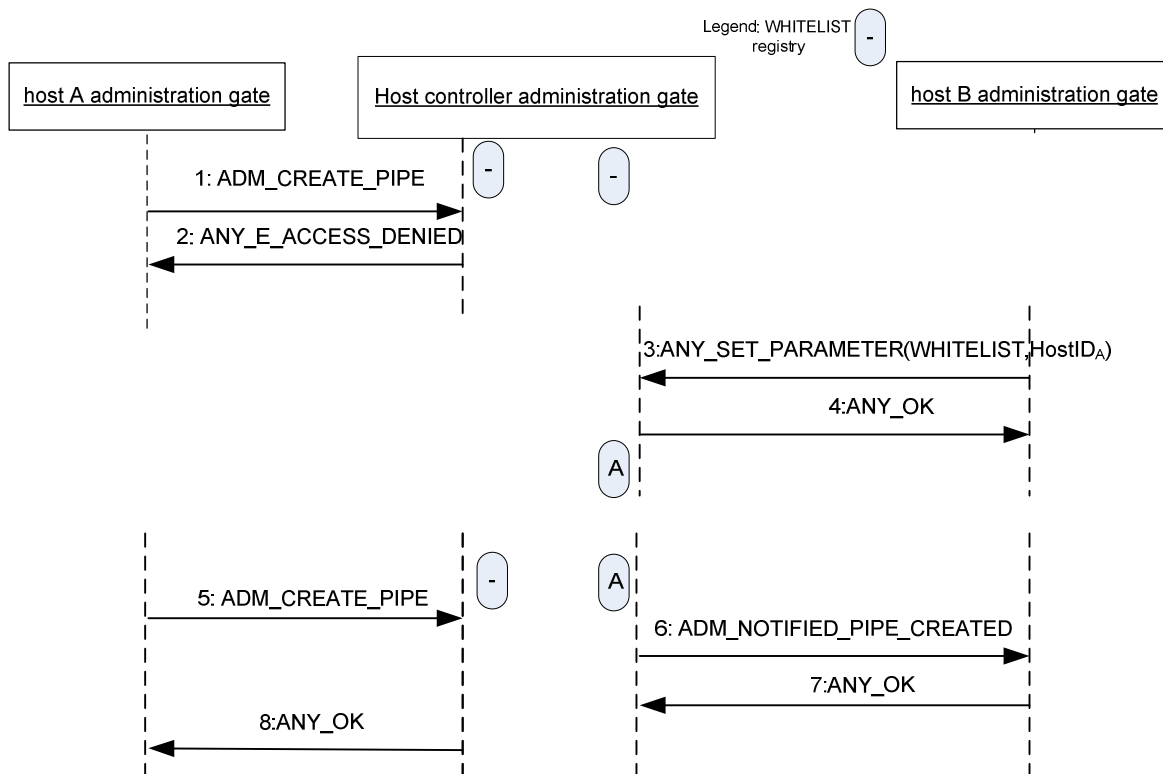 Legend: WHITELIST
registry
-
host A administration gate
Host controller administration gate
host B administration gate
-
-
1: ADM_CREATE_PIPE
2: ANY_E_ACCESS_DENIED
3:ANY_SET_PARAMETER(WHITELIST,HostIDA)
4:ANY_OK
A
-
A
5: ADM_CREATE_PIPE
6: ADM_NOTIFIED_PIPE_CREATED
7:ANY_OK
8:ANY_OK